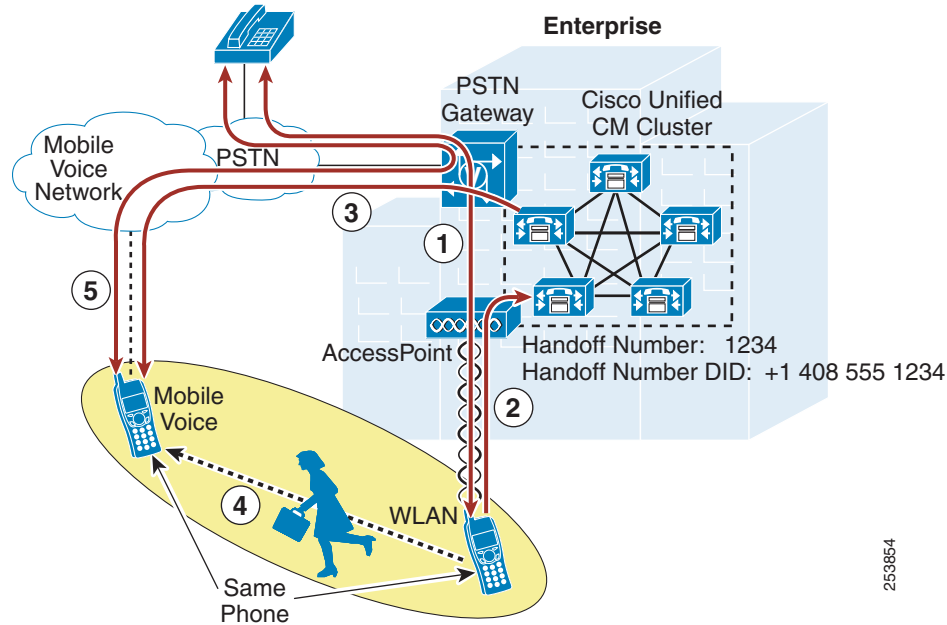 Enterprise
PSTN
Gateway
Cisco Unified
CM Cluster
Mobile
Voice
Network
PSTN
V
3
1
5
AccessPoint
Handoff Number: 1234
Handoff Number DID: +1 408 555 1234
2
Mobile
Voice
4
WLAN
Same
Phone
253854